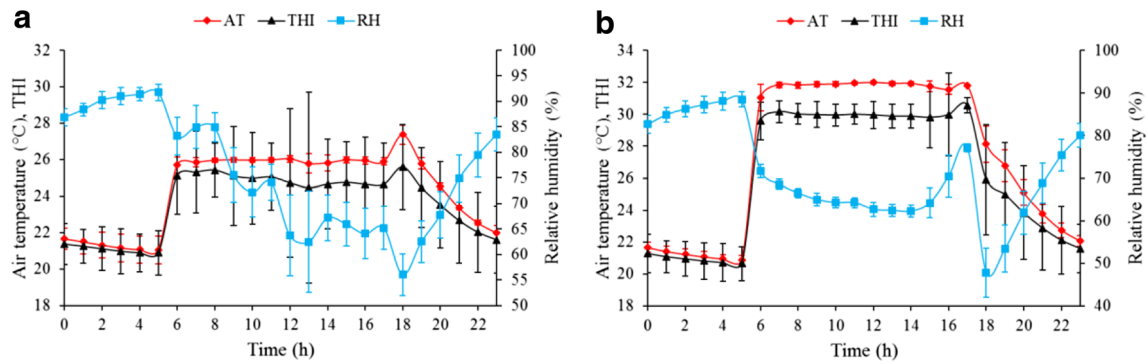 a
AT THI RH
Air temperature (°C), THI
32
30
28
26
24
22
20
18
100
95
90
85
80
75
70
65
60
55
50
Relative humidity (%)
0 2 4 6 8 10 12 14 16 18 20 22
Time (h)
b
AT THI RH
Air temperature (°C), THI
34
32
30
28
26
24
22
20
18
100
90
80
70
60
50
40
Relative humidity (%)
0 2 4 6 8 10 12 14 16 18 20 22
Time (h)